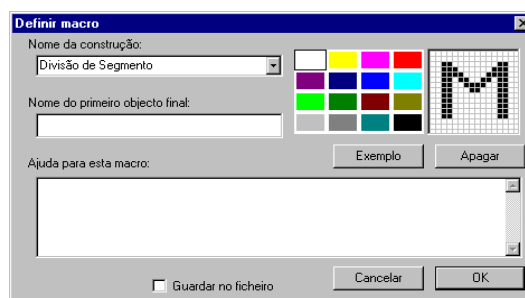 Definir macro
Nome da construção:
Divisão de Segmento
Nome do primeiro objecto final:
Exemplo
Apagar
Ajuda para esta macro:
Guardar no ficheiro
Cancelar
OK